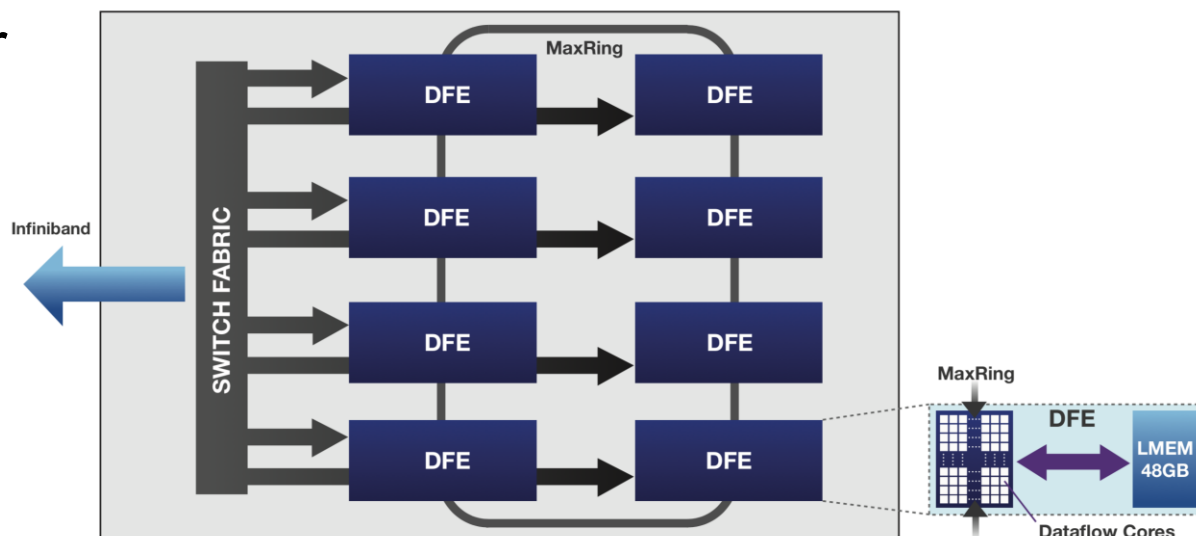 MaxRing
DFE
DFE
DFE
DFE
Infiniband
SWITCH FABRIC
DFE
DFE
DFE
DFE
MaxRing
DFE
LMEM
48GB
Dataflow Cores